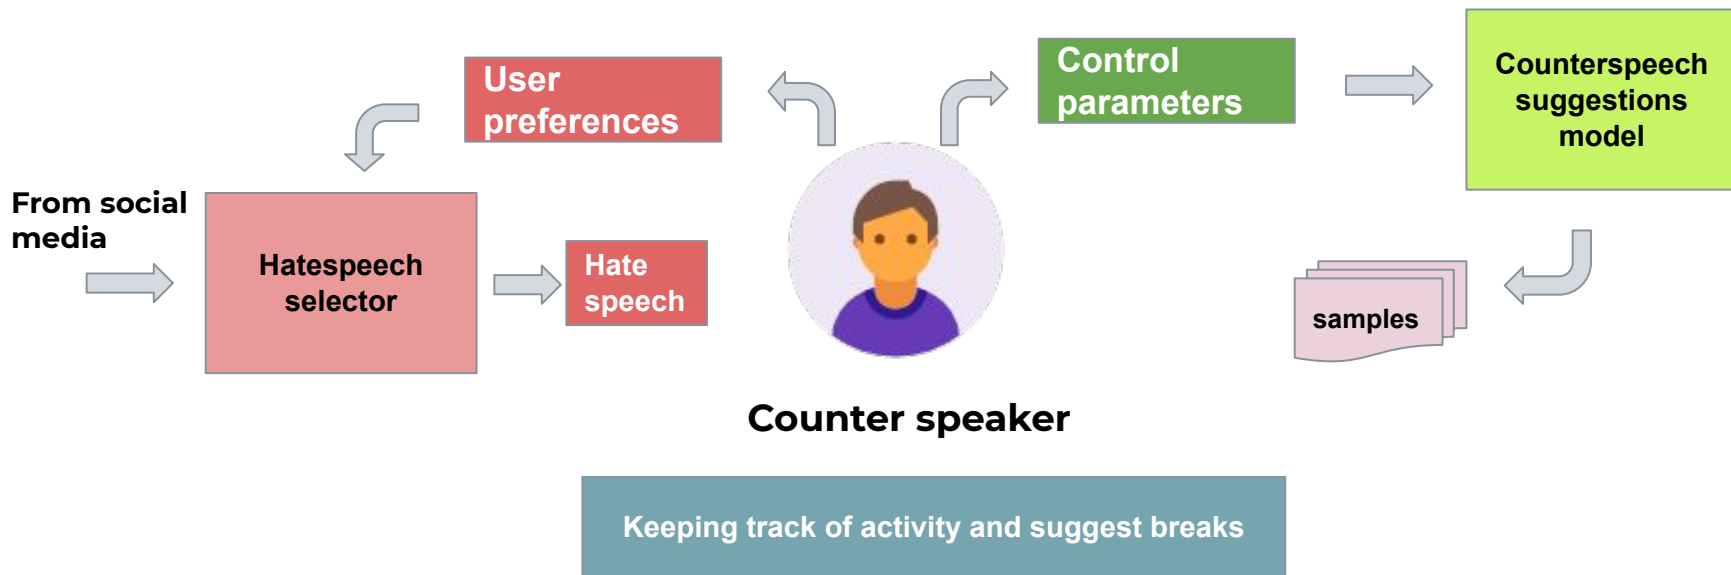 User
preferences
Control
parameters
Counterspeech
suggestions
model
From social
media
Hatespeech
selector
Hate
speech
samples
Counter speaker
Keeping track of activity and suggest breaks